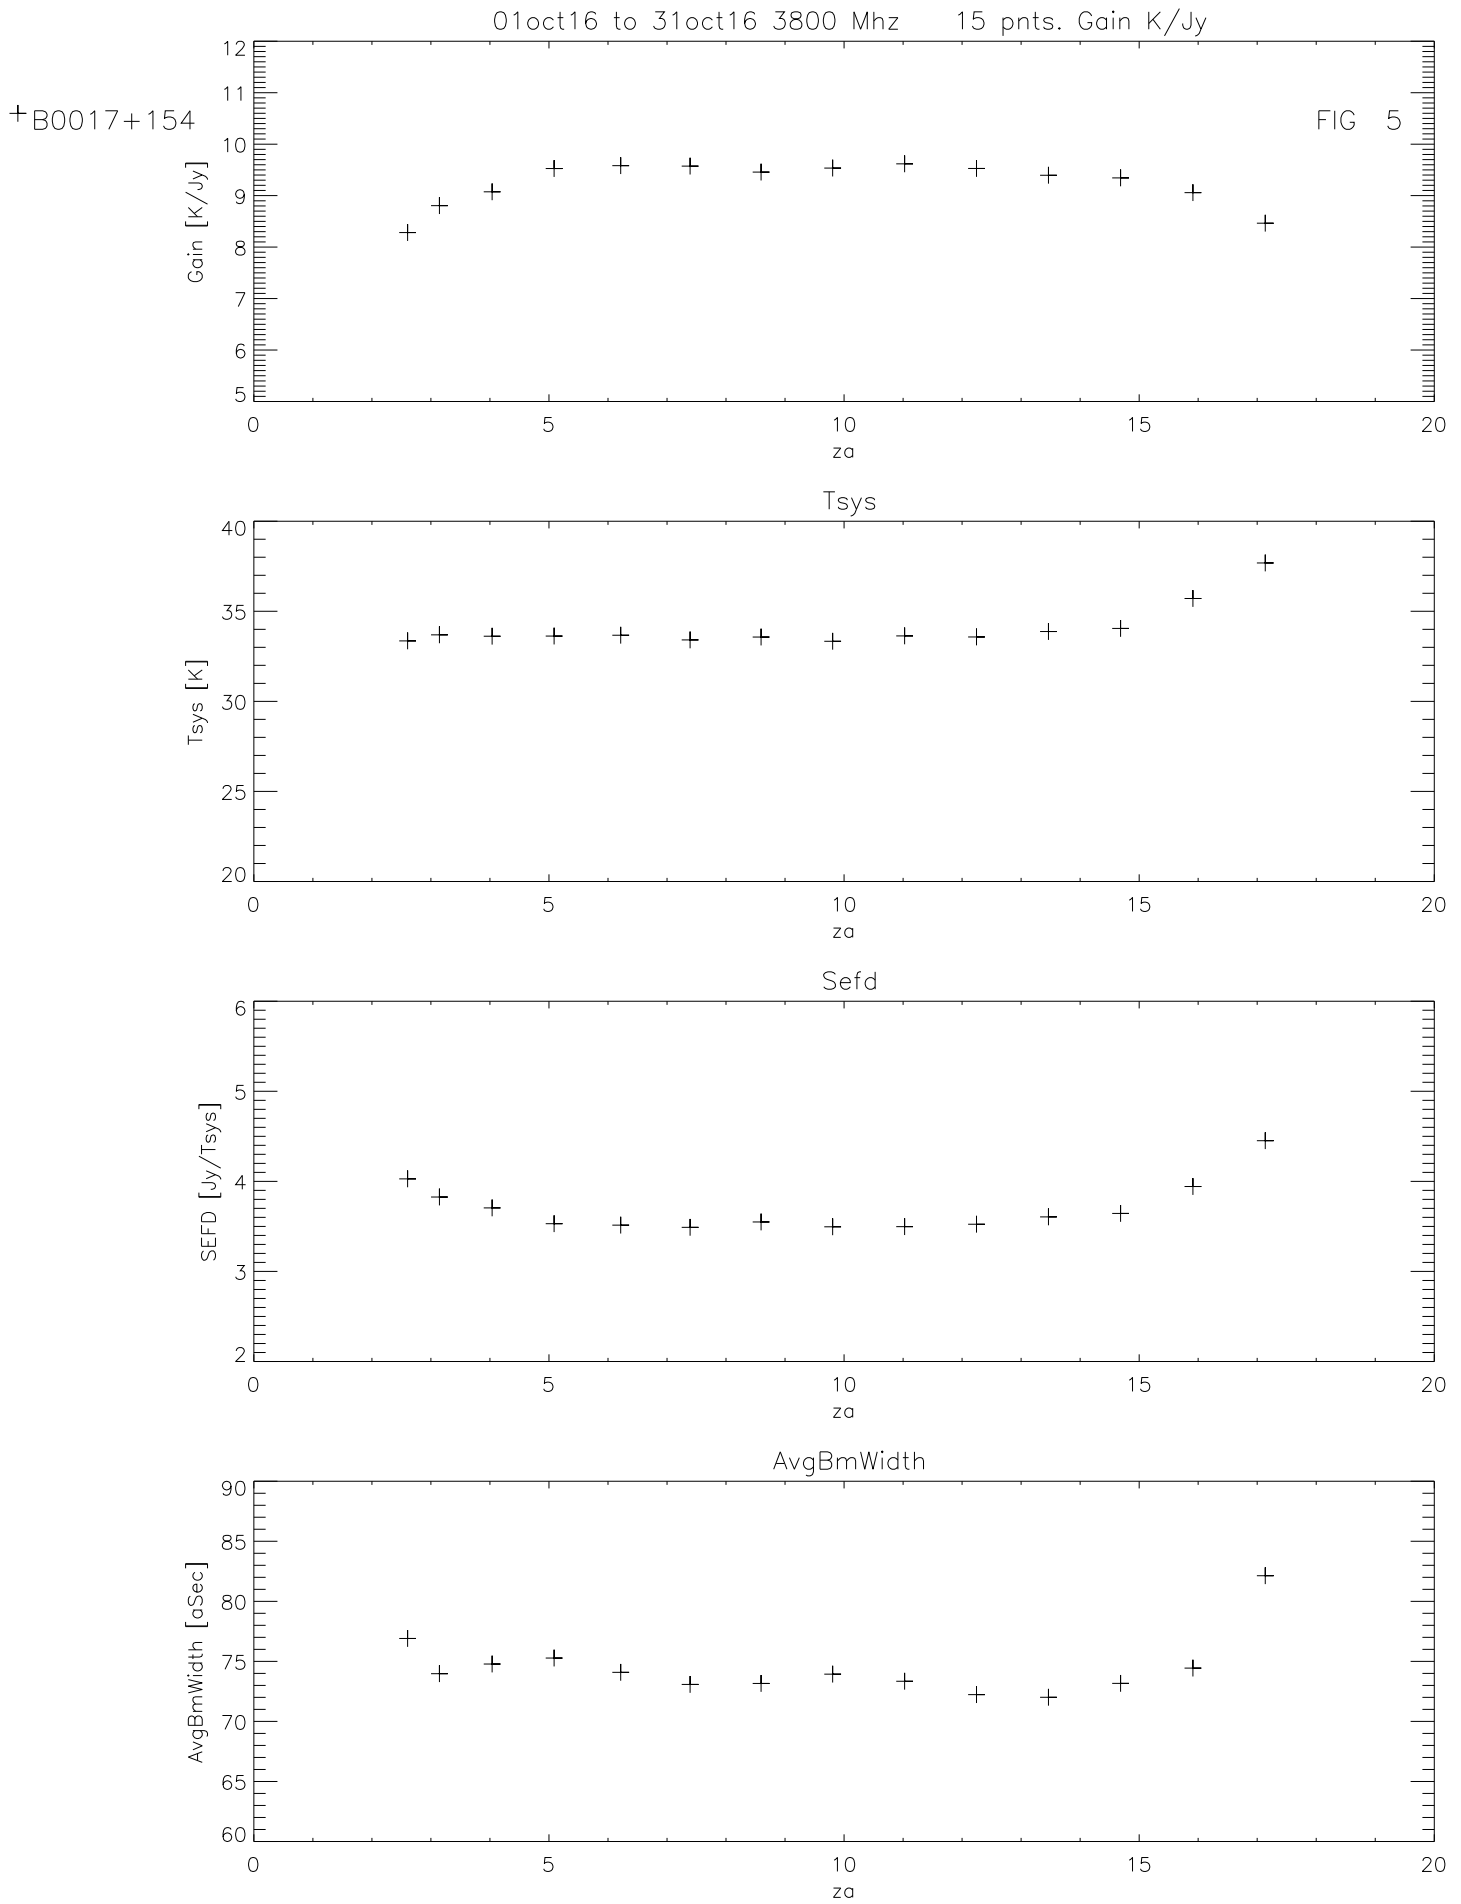 01oct16 to 31oct16 3800 Mhz 15 pnts. Gain K/Jy
+B0017+154
FIG 5
Gain [K/Jy]
12
11
10
9
8
7
6
5
0 5 10 15 20
za
Tsys
Tsys [K]
40
35
30
25
20
0 5 10 15 20
za
Sefd
SEFD [Jy/Tsys]
6
5
4
3
2
0 5 10 15 20
za
AvgBmWidth
AvgBmWidth [aSec]
90
85
80
75
70
65
60
0 5 10 15 20
za